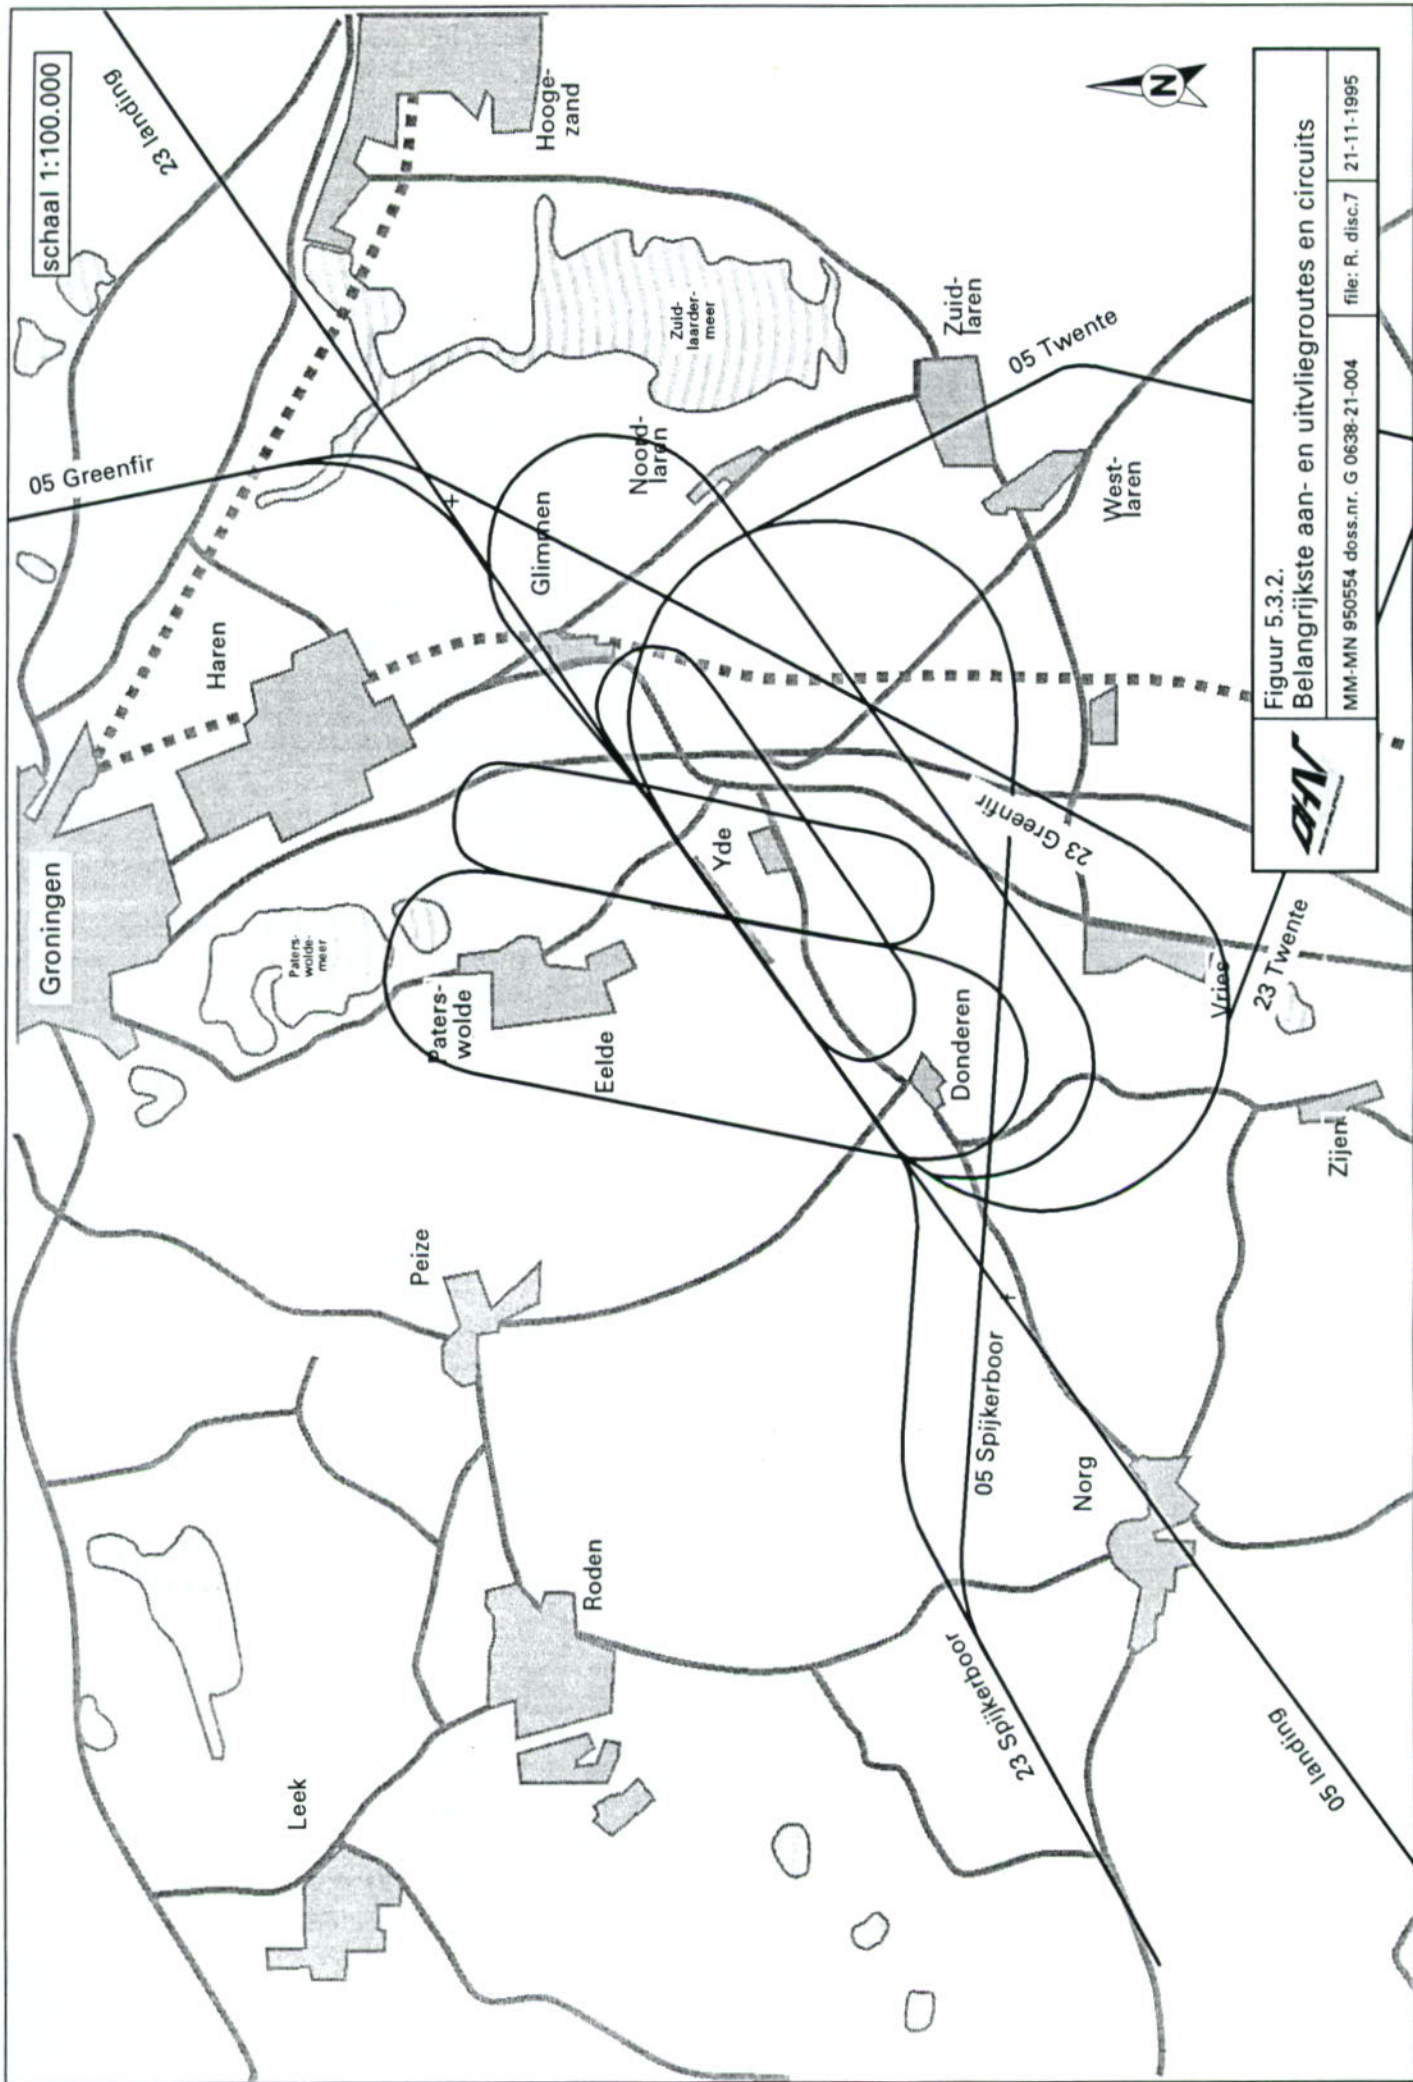 schaal 1:100.000
23 landing
Hooge-
zand
05 Greenfir
Haren
Groningen
Zuid-
laarder-
meer
Noord-
laren
Glimmen
Zuid-
laren
05 Twente
West-
laren
Paters-
wolde-
meer
Paters-
wolde
Eelde
Yde
23 Greenfir
Donderen
Vries
23 Twente
Zijen
Peize
05 Spijkerboor
Norg
Roden
23 Spijkerboor
Leek
05 landing
N
Figuur 5.3.2.
Belangrijkste aan- en uitvliegroutes en circuits
MM-MN 950554 doss.nr. G 0638-21-004
file: R. disc.7
21-11-1995